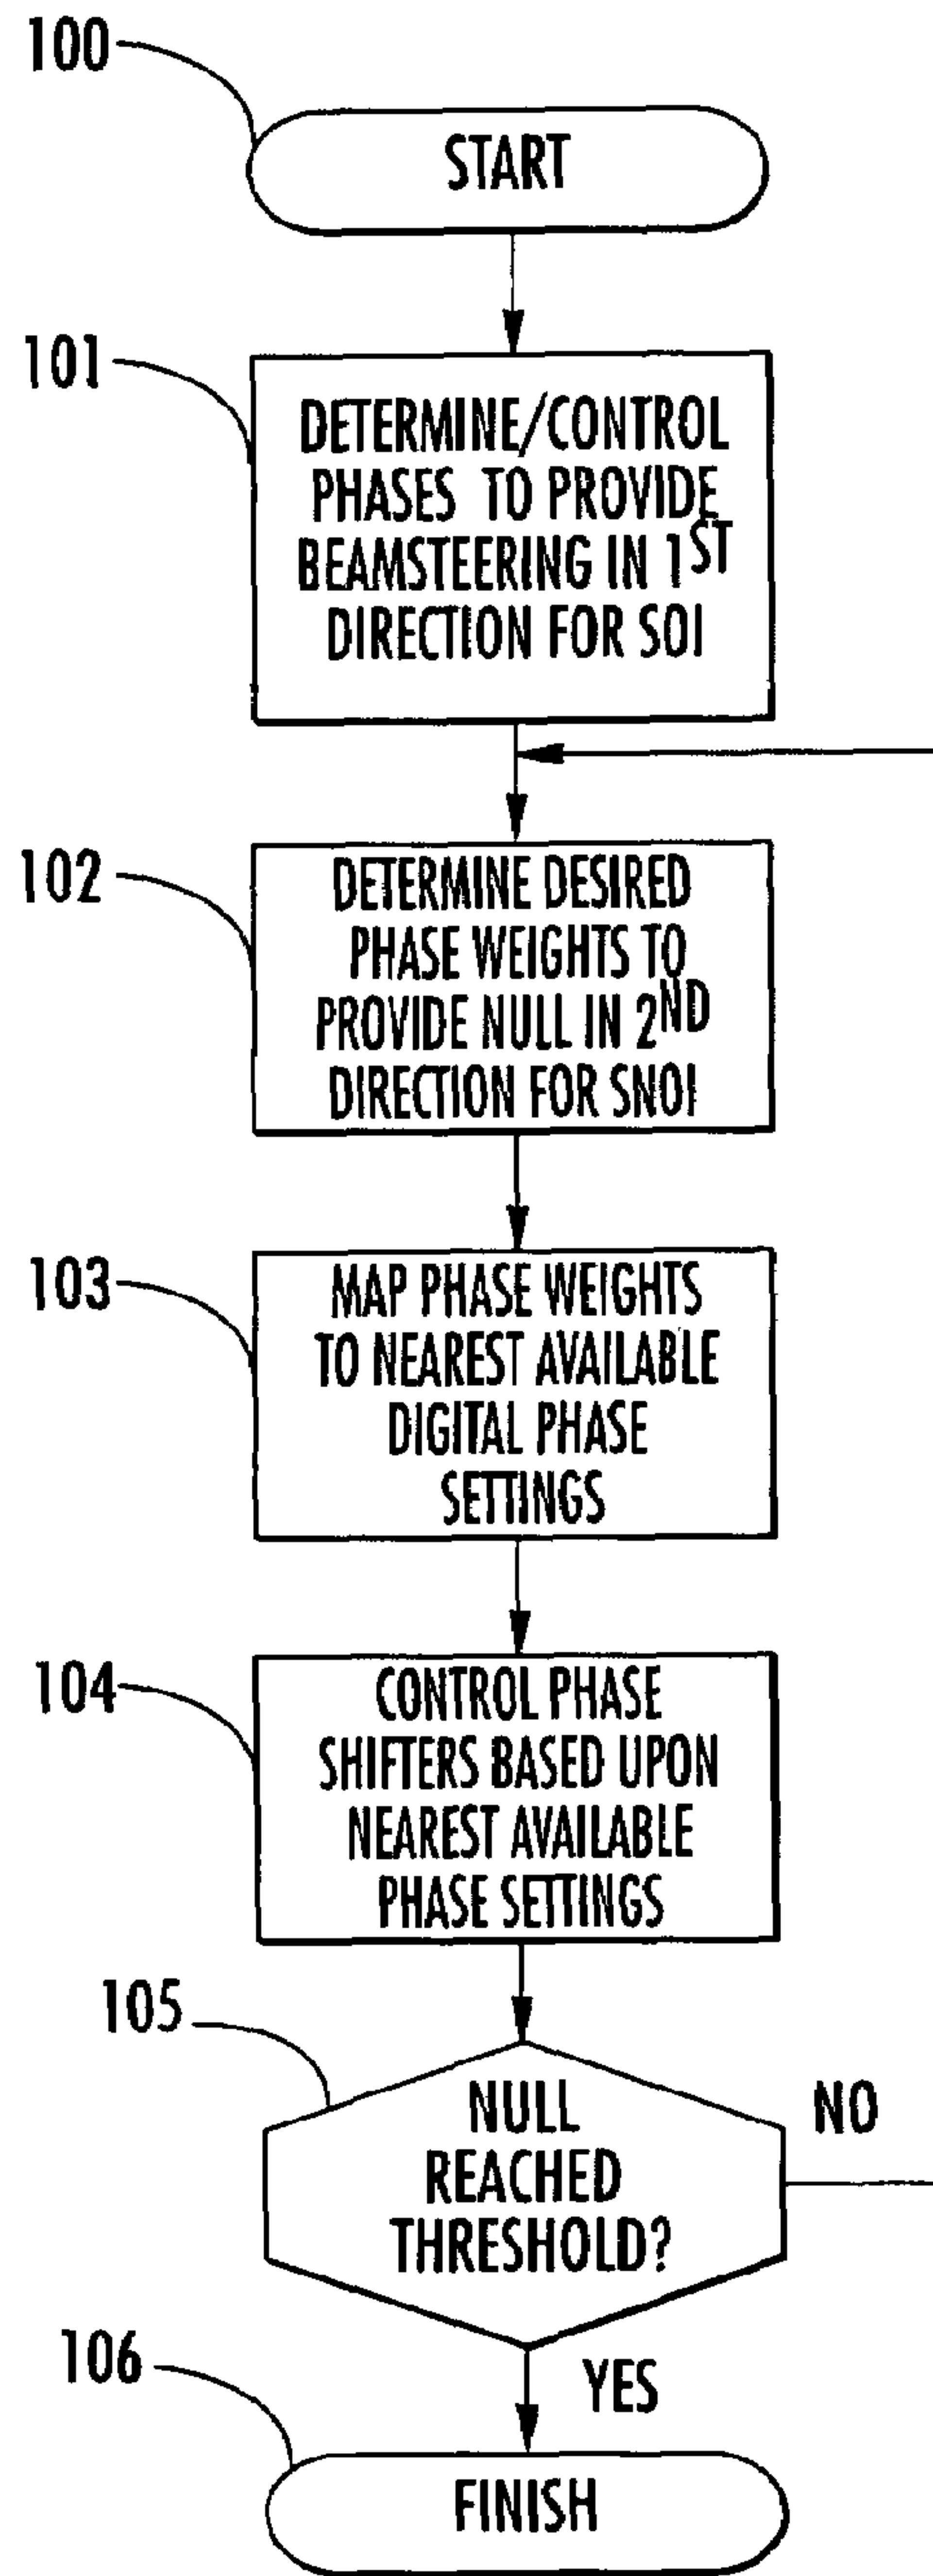 100
START
101
DETERMINE/CONTROL
PHASES TO PROVIDE
BEAMSTEERING IN 1ST
DIRECTION FOR SOI
102
DETERMINE DESIRED
PHASE WEIGHTS TO
PROVIDE NULL IN 2ND
DIRECTION FOR SNOI
103
MAP PHASE WEIGHTS
TO NEAREST AVAILABLE
DIGITAL PHASE
SETTINGS
104
CONTROL PHASE
SHIFTERS BASED UPON
NEAREST AVAILABLE
PHASE SETTINGS
105
NULL
REACHED
THRESHOLD?
NO
YES
106
FINISH